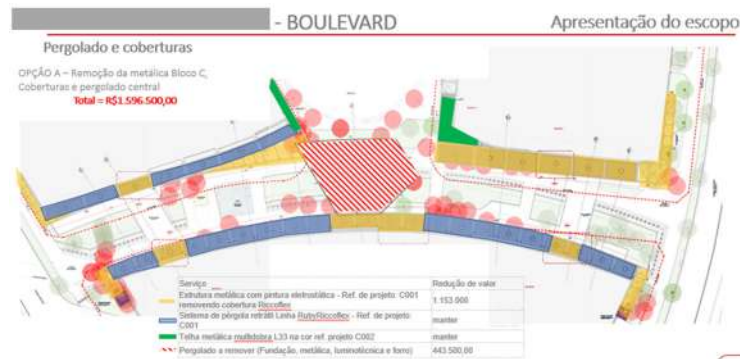 - BOULEVARD
Apresentação do escopo
Pergolado e coberturas
OPÇÃO A – Remoção da metálica Bloco C,
Coberturas e pergolado central
Total = R$1.596.500,00
Serviço
Redução de valor
Extrutura metálica com pintura eletrostática - Ref. de projeto C001
removendo cobertura Riccoflex
1.153.000
Sistema de pérgola retrátil Linha RubyRiccoflex - Ref. de projeto
C001
manter
Telha metálica multidobra L33 na cor ref. projeto C002
manter
Pergolado a remover (Fundação, metálica, luminotécnica e forro)
443.500,00